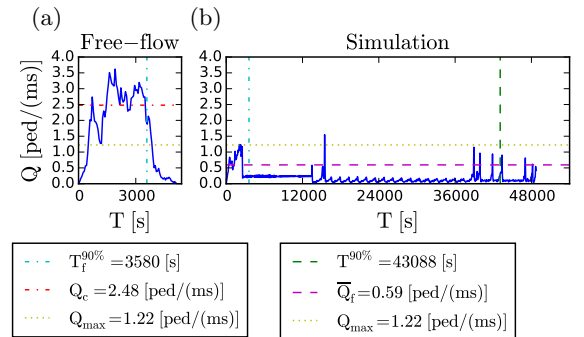 (a)
(b)
Free−flow
Simulation
Q [ped/(ms)]
4.0
3.5
3.0
2.5
2.0
1.5
1.0
0.5
0.0
0 3000
T [s]
4.0
3.5
3.0
2.5
2.0
1.5
1.0
0.5
0.0
0 12000 24000 36000 48000
T [s]
T_f^90% =3580 [s]
Q_c=2.48 [ped/(ms)]
Q_max=1.22 [ped/(ms)]
T^90% =43088 [s]
Q̅_f=0.59 [ped/(ms)]
Q_max=1.22 [ped/(ms)]